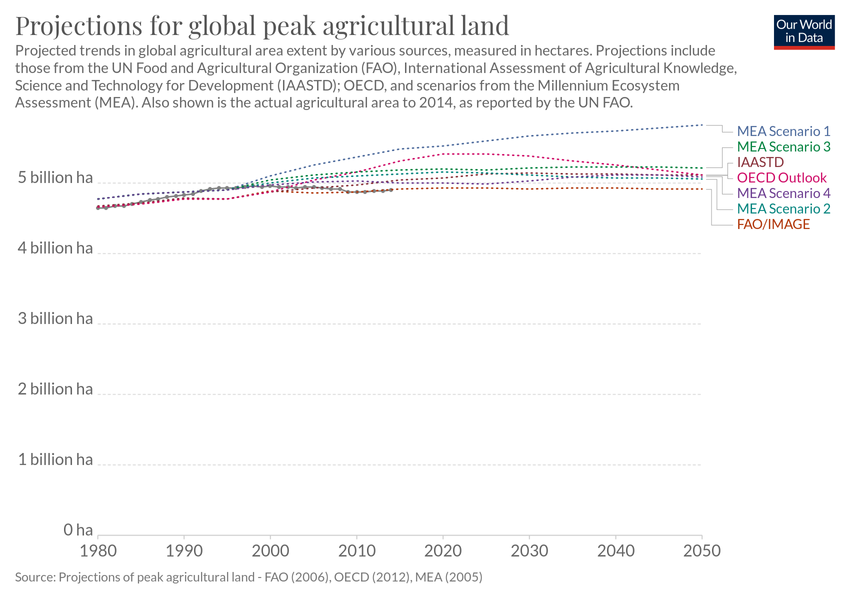 Projections for global peak agricultural land
Our World
in Data
Projected trends in global agricultural area extent by various sources, measured in hectares. Projections include
those from the UN Food and Agricultural Organization (FAO), International Assessment of Agricultural Knowledge,
Science and Technology for Development (IAASTD); OECD, and scenarios from the Millennium Ecosystem
Assessment (MEA). Also shown is the actual agricultural area to 2014, as reported by the UN FAO.
MEA Scenario 1
MEA Scenario 3
IAASTD
OECD Outlook
MEA Scenario 4
MEA Scenario 2
FAO/IMAGE
5 billion ha
4 billion ha
3 billion ha
2 billion ha
1 billion ha
0 ha
1980 1990 2000 2010 2020 2030 2040 2050
Source: Projections of peak agricultural land - FAO (2006), OECD (2012), MEA (2005)